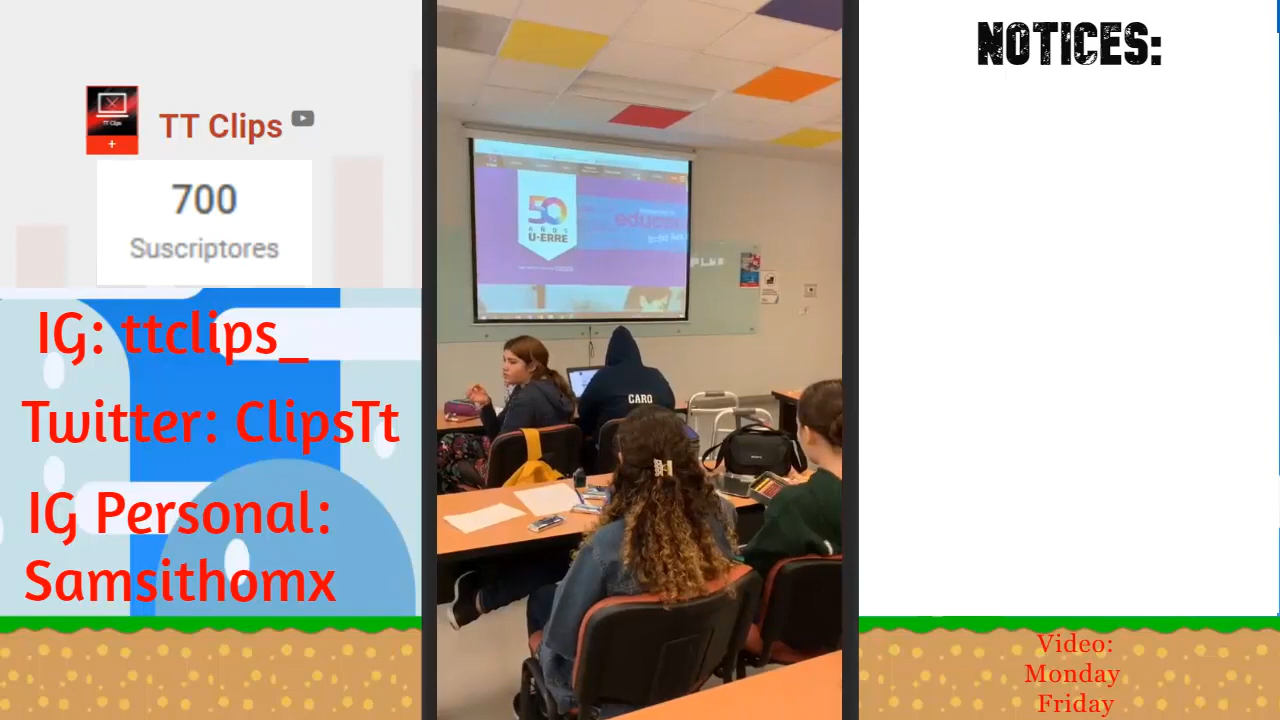 TT Clips
700
Suscriptores
IG: ttclips_
Twitter: ClipsTt
IG Personal:
Samsithomx
50
AÑOS
U-ERRE
CARO
NOTICES:
Video:
Monday
Friday